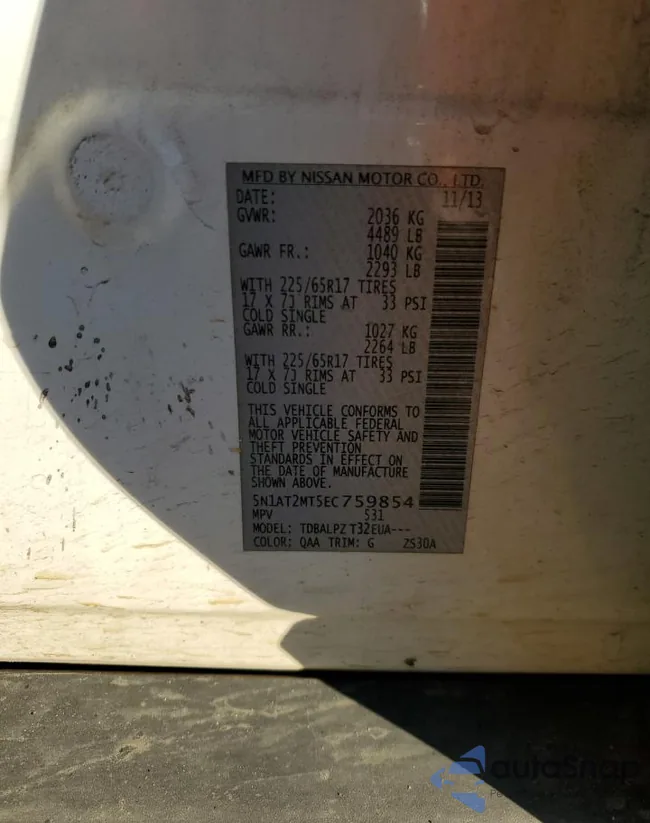 MFD BY NISSAN MOTOR CO., LTD.
DATE: 11/13
GVWR: 2036 KG
4489 LB
GAWR FR.: 1040 KG
2293 LB
WITH 225/65R17 TIRES
17 X 7J RIMS AT 33 PSI
COLD SINGLE
GAWR RR.: 1027 KG
2264 LB
WITH 225/65R17 TIRES
17 X 7J RIMS AT 33 PSI
COLD SINGLE
THIS VEHICLE CONFORMS TO
ALL APPLICABLE FEDERAL
MOTOR VEHICLE SAFETY AND
THEFT PREVENTION
STANDARDS IN EFFECT ON
THE DATE OF MANUFACTURE
SHOWN ABOVE.
5N1AT2MT5EC759854
MPV 531
MODEL: TDBALPZ T32EUA---
COLOR: QAA TRIM: G ZS30A
autoSnap